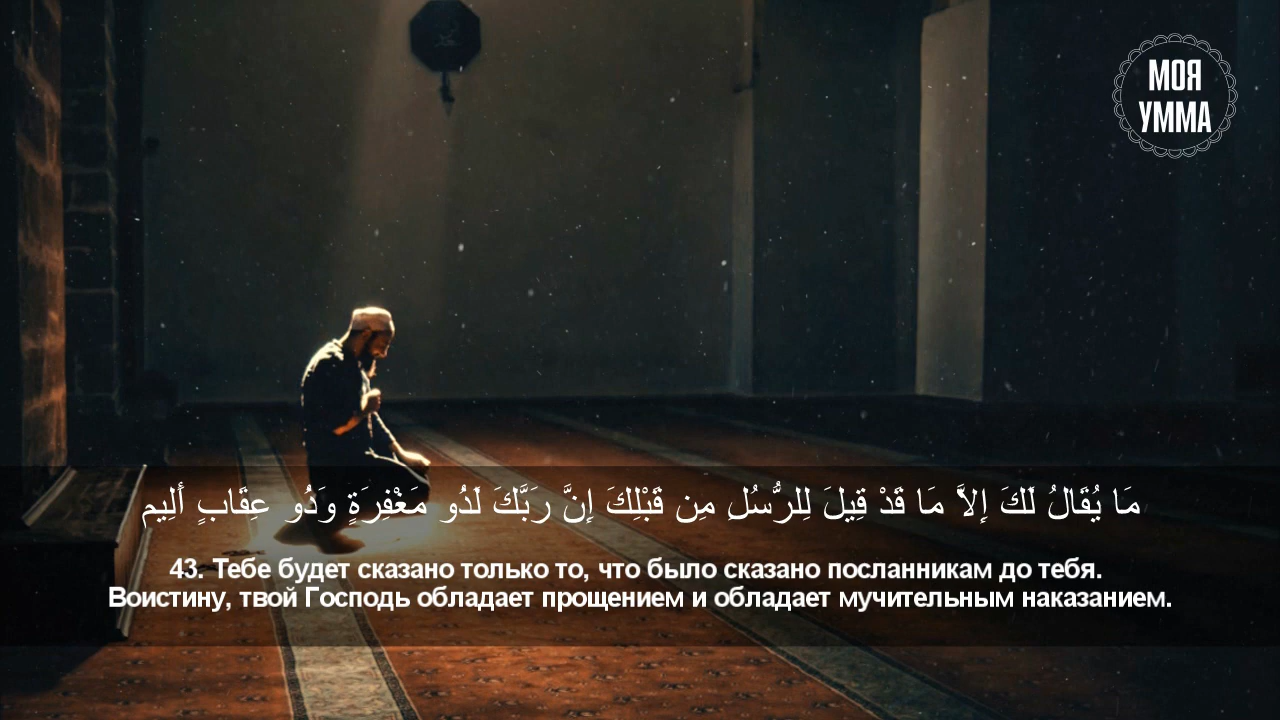 МОЯ
УММА
مَا يُقَالُ لَكَ إِلاَّ مَا قَدْ قِيلَ لِلرُّسُلِ مِن قَبْلِكَ إِنَّ رَبَّكَ لَدُو مَغْفِرَةٍ وَدُو عِقَابٍ أَلِيم
43. Тебе будет сказано только то, что было сказано посланникам до тебя.
Воистину, твой Господь обладает прощением и обладает мучительным наказанием.